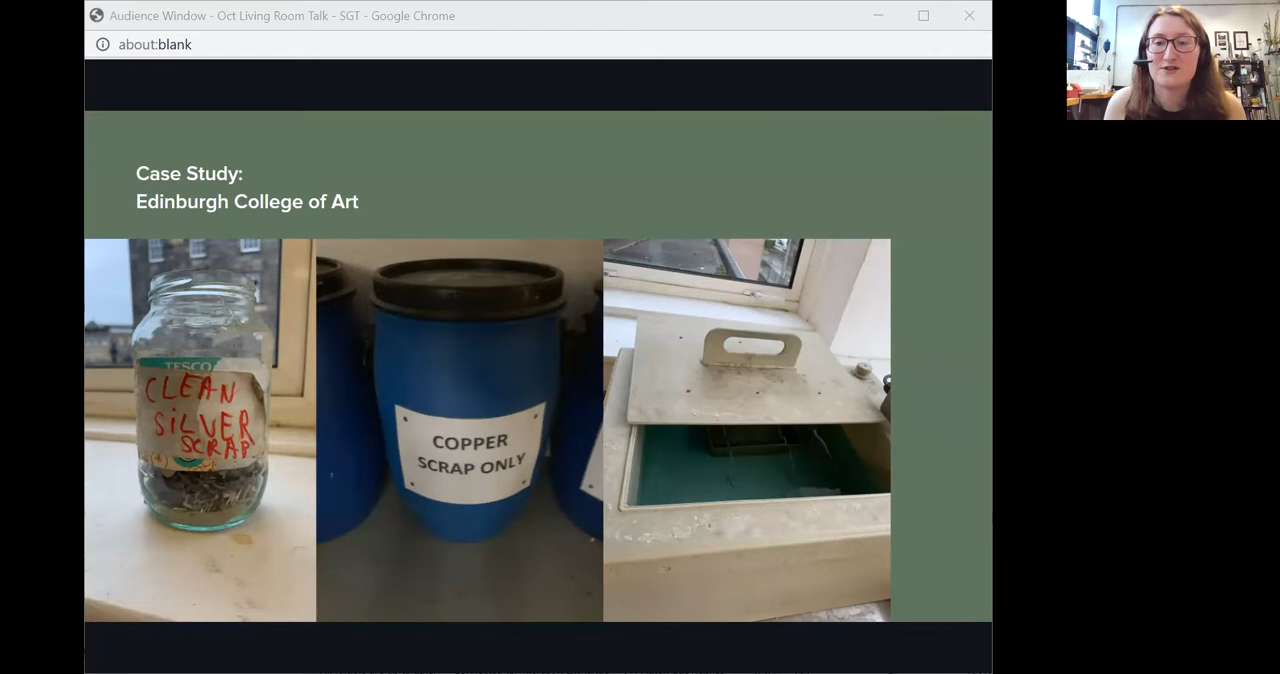 Audience Window - Oct Living Room Talk - SGT - Google Chrome
about:blank
Case Study:
Edinburgh College of Art
TESCO
CLEAN
SILVER
SCRAP
COPPER
SCRAP ONLY